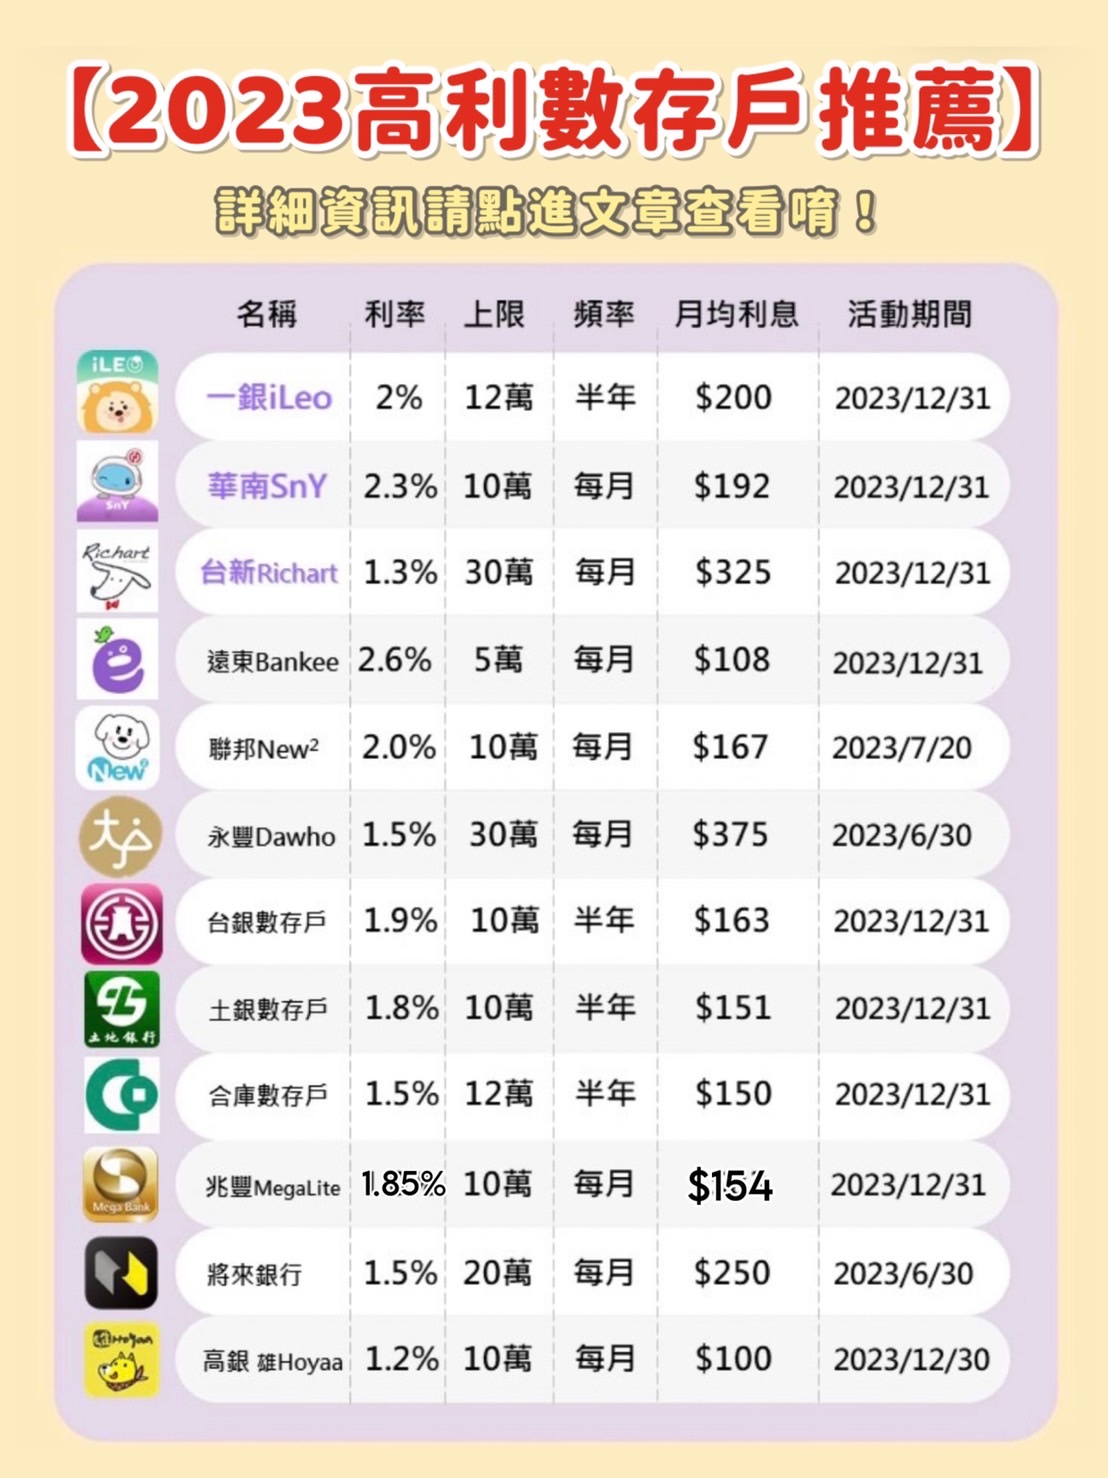 【2023高利數存戶推薦】
詳細資訊請點進文章查看唷！
名稱 利率 上限 頻率 月均利息 活動期間
iLEO 一銀iLeo 2% 12萬 半年 $200 2023/12/31
SnY 華南SnY 2.3% 10萬 每月 $192 2023/12/31
Richart 台新Richart 1.3% 30萬 每月 $325 2023/12/31
遠東Bankee 2.6% 5萬 每月 $108 2023/12/31
New² 聯邦New² 2.0% 10萬 每月 $167 2023/7/20
大戶 永豐Dawho 1.5% 30萬 每月 $375 2023/6/30
台銀數存戶 1.9% 10萬 半年 $163 2023/12/31
土地銀行 土銀數存戶 1.8% 10萬 半年 $151 2023/12/31
合庫數存戶 1.5% 12萬 半年 $150 2023/12/31
Mega Bank 兆豐MegaLite 1.85% 10萬 每月 $154 2023/12/31
將來銀行 1.5% 20萬 每月 $250 2023/6/30
雄Hoyaa 高銀 雄Hoyaa 1.2% 10萬 每月 $100 2023/12/30